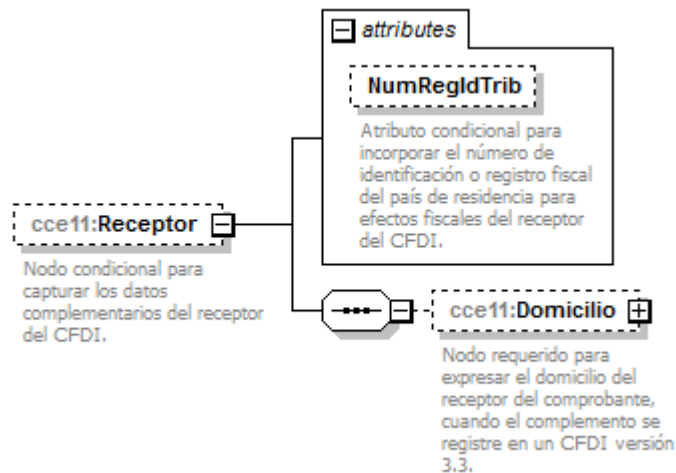 attributes
NumRegIdTrib
Atributo condicional para
incorporar el número de
identificación o registro fiscal
del país de residencia para
efectos fiscales del receptor
del CFDI.
cce11:Receptor
Nodo condicional para
capturar los datos
complementarios del receptor
del CFDI.
cce11:Domicilio
Nodo requerido para
expresar el domicilio del
receptor del comprobante,
cuando el complemento se
registre en un CFDI versión
3.3.